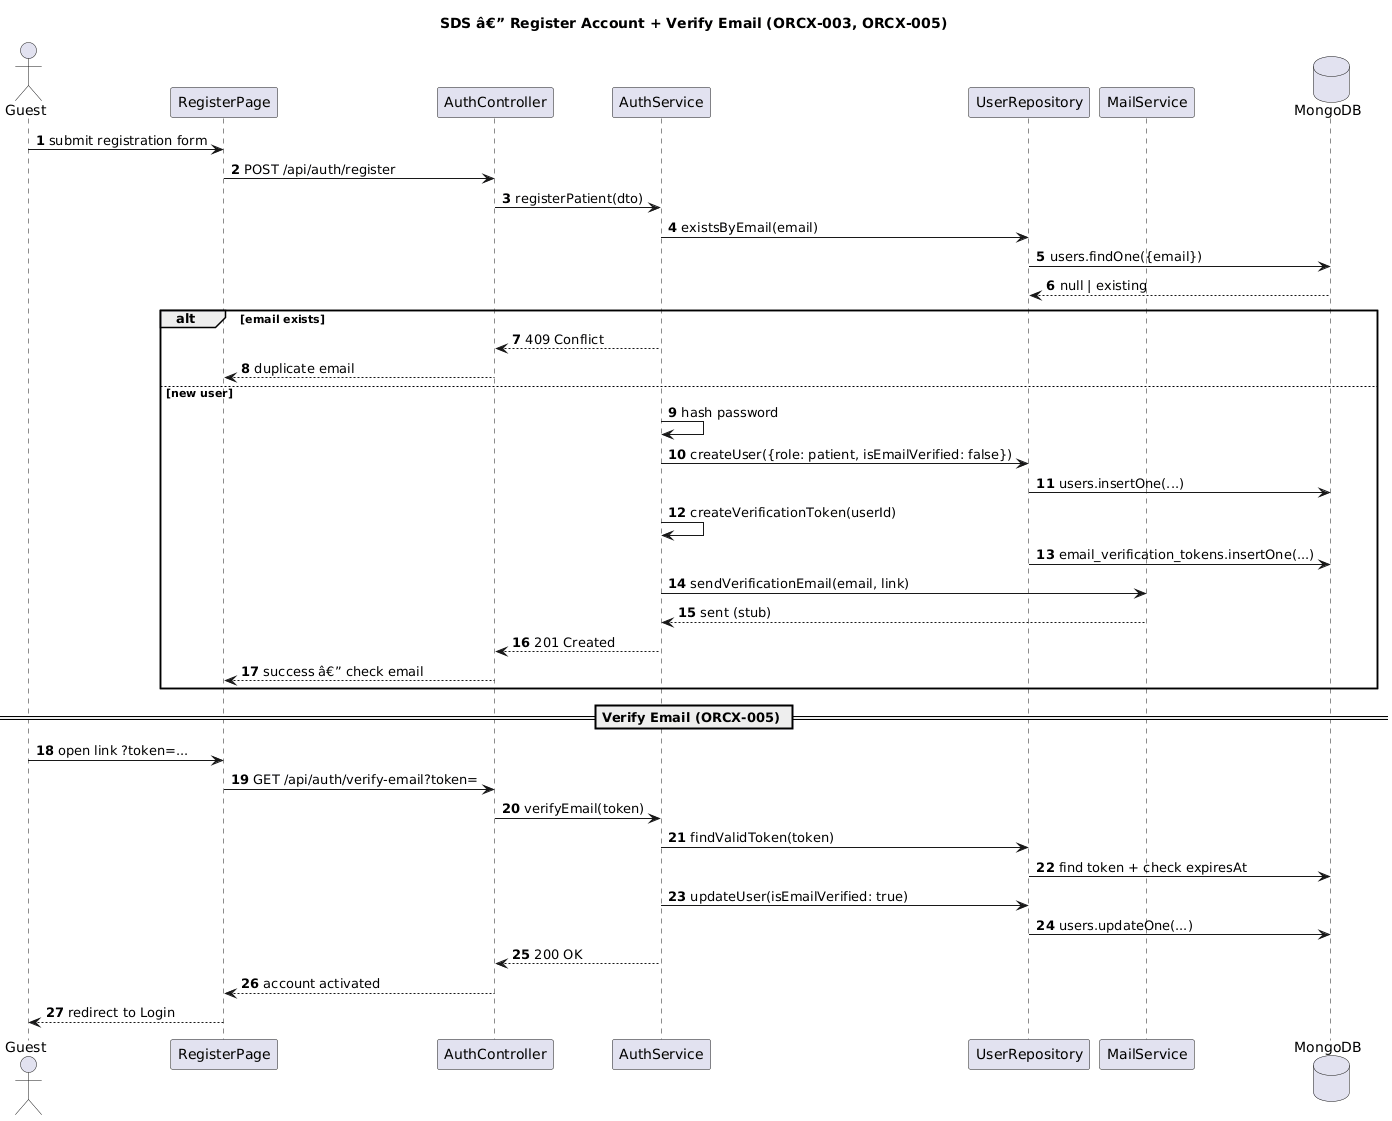 SDS â€” Register Account + Verify Email (ORCX-003, ORCX-005)
Guest
RegisterPage
AuthController
AuthService
UserRepository
MailService
MongoDB
1 submit registration form
2 POST /api/auth/register
3 registerPatient(dto)
4 existsByEmail(email)
5 users.findOne({email})
6 null | existing
alt [email exists]
7 409 Conflict
8 duplicate email
[new user]
9 hash password
10 createUser({role: patient, isEmailVerified: false})
11 users.insertOne(...)
12 createVerificationToken(userId)
13 email_verification_tokens.insertOne(...)
14 sendVerificationEmail(email, link)
15 sent (stub)
16 201 Created
17 success â€” check email
Verify Email (ORCX-005)
18 open link ?token=...
19 GET /api/auth/verify-email?token=
20 verifyEmail(token)
21 findValidToken(token)
22 find token + check expiresAt
23 updateUser(isEmailVerified: true)
24 users.updateOne(...)
25 200 OK
26 account activated
27 redirect to Login
Guest
RegisterPage
AuthController
AuthService
UserRepository
MailService
MongoDB